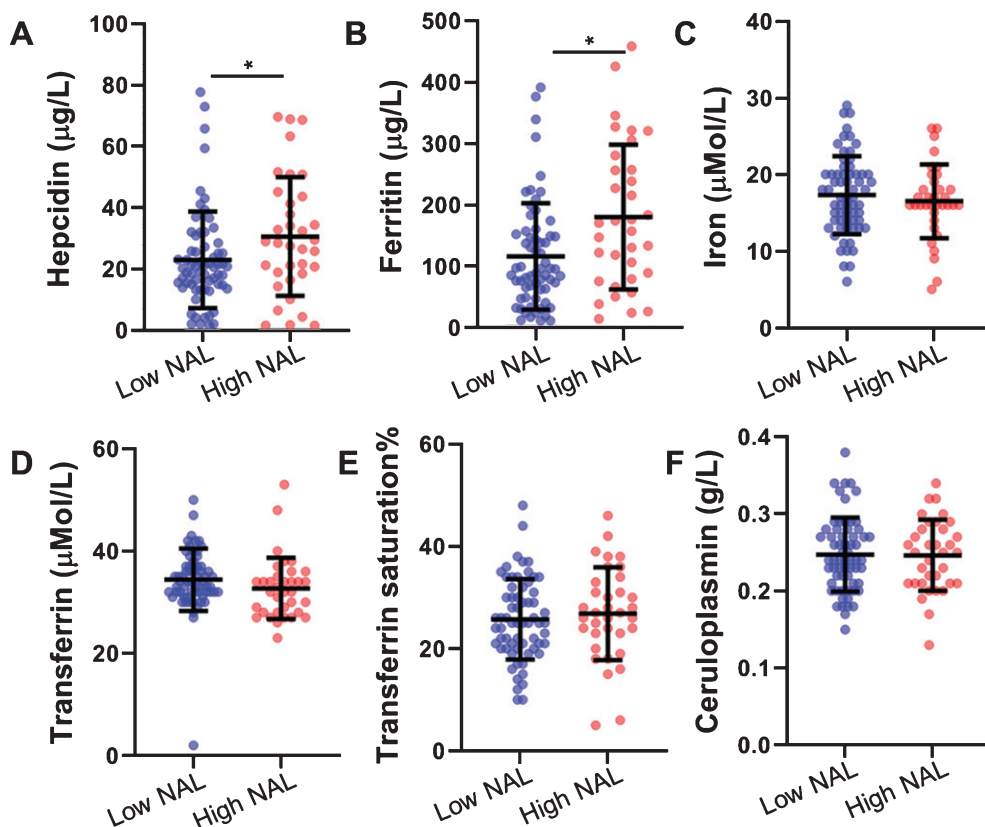 A
Hepcidin (μg/L)
100
80
60
40
20
0
*
Low NAL
High NAL
B
Ferritin (μg/L)
500
400
300
200
100
0
*
Low NAL
High NAL
C
Iron (μMol/L)
40
30
20
10
0
Low NAL
High NAL
D
Transferrin (μMol/L)
60
40
20
0
Low NAL
High NAL
E
Transferrin saturation%
60
40
20
0
Low NAL
High NAL
F
Ceruloplasmin (g/L)
0.4
0.3
0.2
0.1
0.0
Low NAL
High NAL